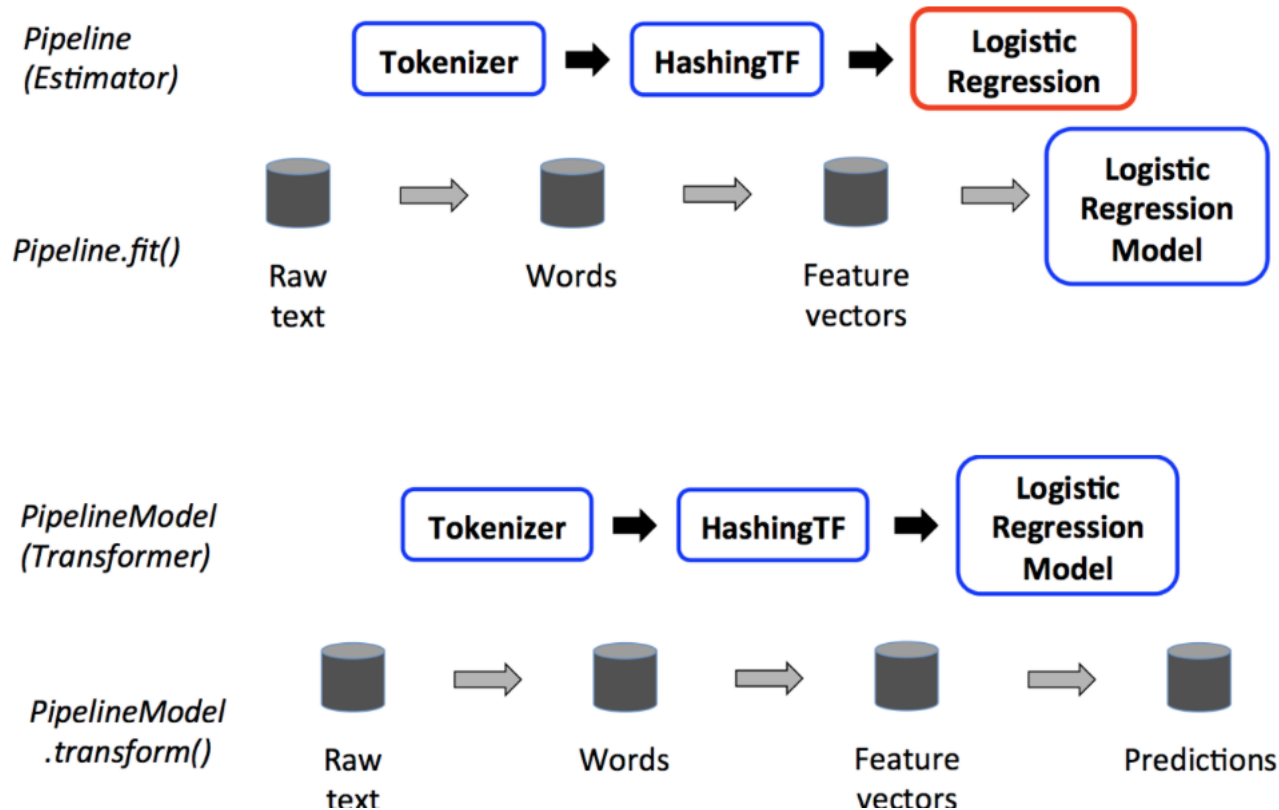 Pipeline
(Estimator)
Tokenizer
HashingTF
Logistic
Regression
Pipeline.fit()
Raw
text
Words
Feature
vectors
Logistic
Regression
Model
PipelineModel
(Transformer)
Tokenizer
HashingTF
Logistic
Regression
Model
PipelineModel
.transform()
Raw
text
Words
Feature
vectors
Predictions